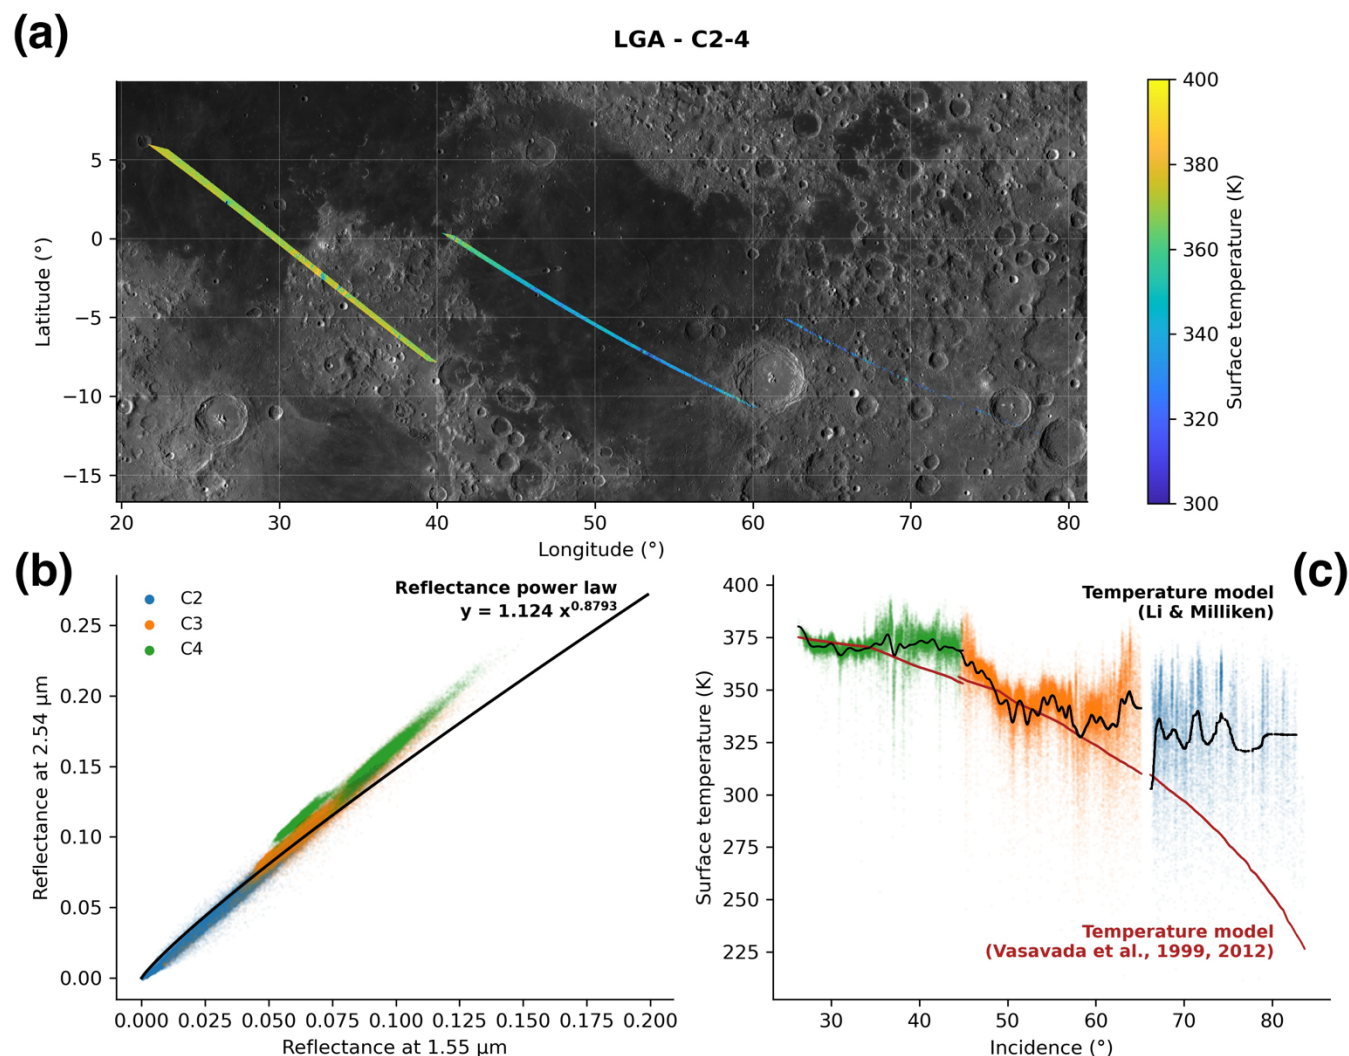 (a)
LGA - C2-4
5
0
−5
−10
−15
Latitude (°)
20 30 40 50 60 70 80
Longitude (°)
400
380
360
340
320
300
Surface temperature (K)
(b)
C2
C3
C4
Reflectance power law
y = 1.124 x^0.8793
0.25
0.20
0.15
0.10
0.05
0.00
Reflectance at 2.54 μm
0.000 0.025 0.050 0.075 0.100 0.125 0.150 0.175 0.200
Reflectance at 1.55 μm
(c)
Temperature model
(Li & Milliken)
400
375
350
325
300
275
250
225
Surface temperature (K)
Temperature model
(Vasavada et al., 1999, 2012)
30 40 50 60 70 80
Incidence (°)